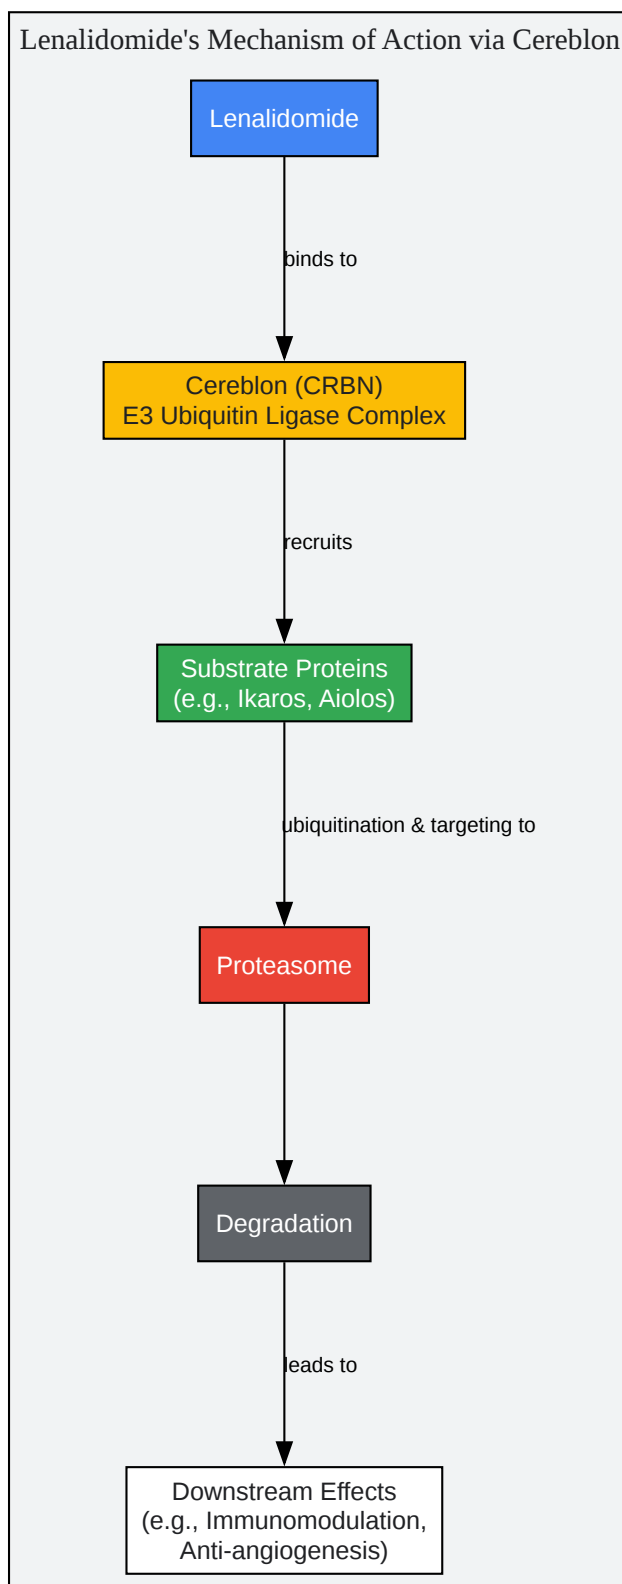 Lenalidomide's Mechanism of Action via Cereblon
Lenalidomide
binds to
Cereblon (CRBN)
E3 Ubiquitin Ligase Complex
recruits
Substrate Proteins
(e.g., Ikaros, Aiolos)
ubiquitination & targeting to
Proteasome
Degradation
leads to
Downstream Effects
(e.g., Immunomodulation,
Anti-angiogenesis)